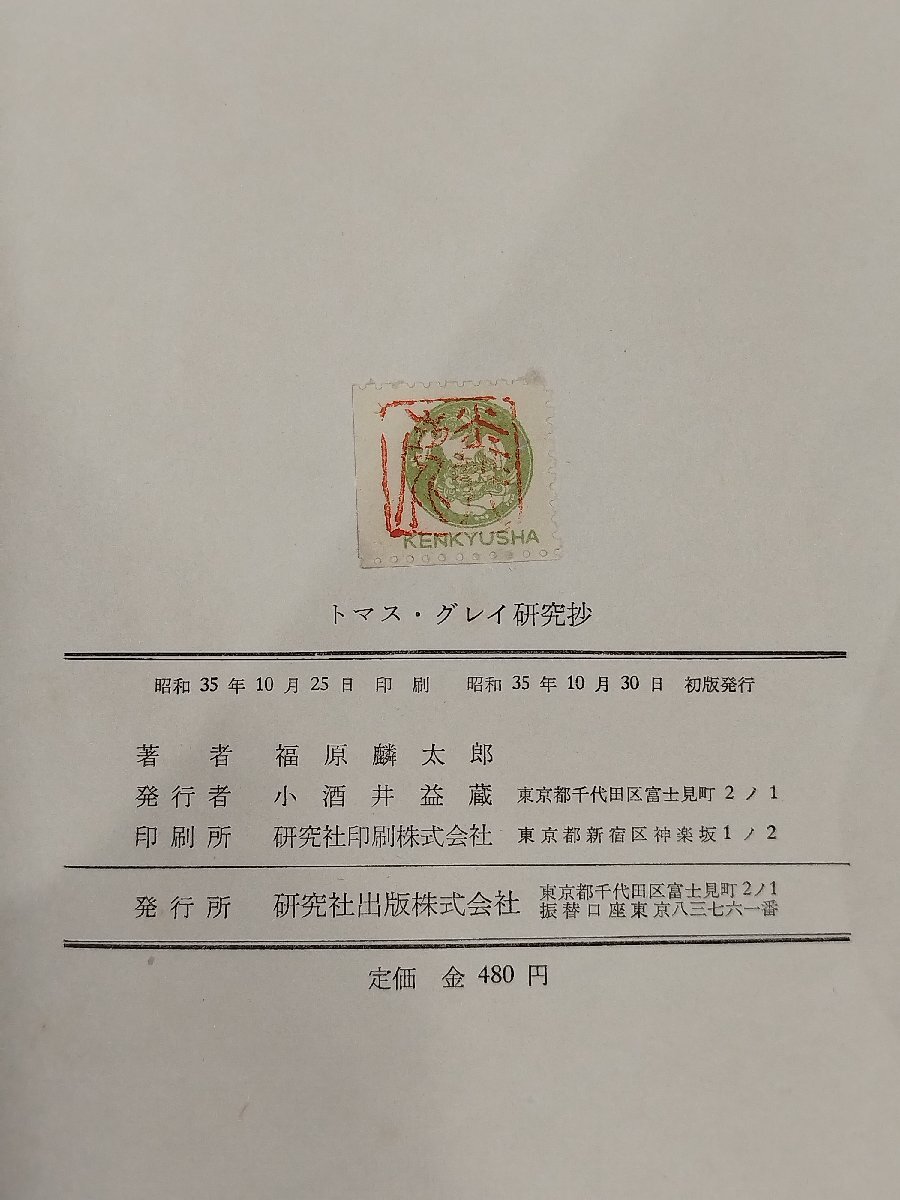 KENKYUSHA
トマス・グレイ研究抄
昭和 35 年 10 月 25 日 印 刷 昭和 35 年 10 月 30 日 初版発行
著 者 福 原 麟 太 郎
発行者 小 酒 井 益 蔵 東京都千代田区富士見町 2 ノ 1
印刷所 研究社印刷株式会社 東京都新宿区神楽坂 1 ノ 2
発行所 研究社出版株式会社 東京都千代田区富士見町 2ノ1
振替口座東京八三七六一番
定価 金 480 円